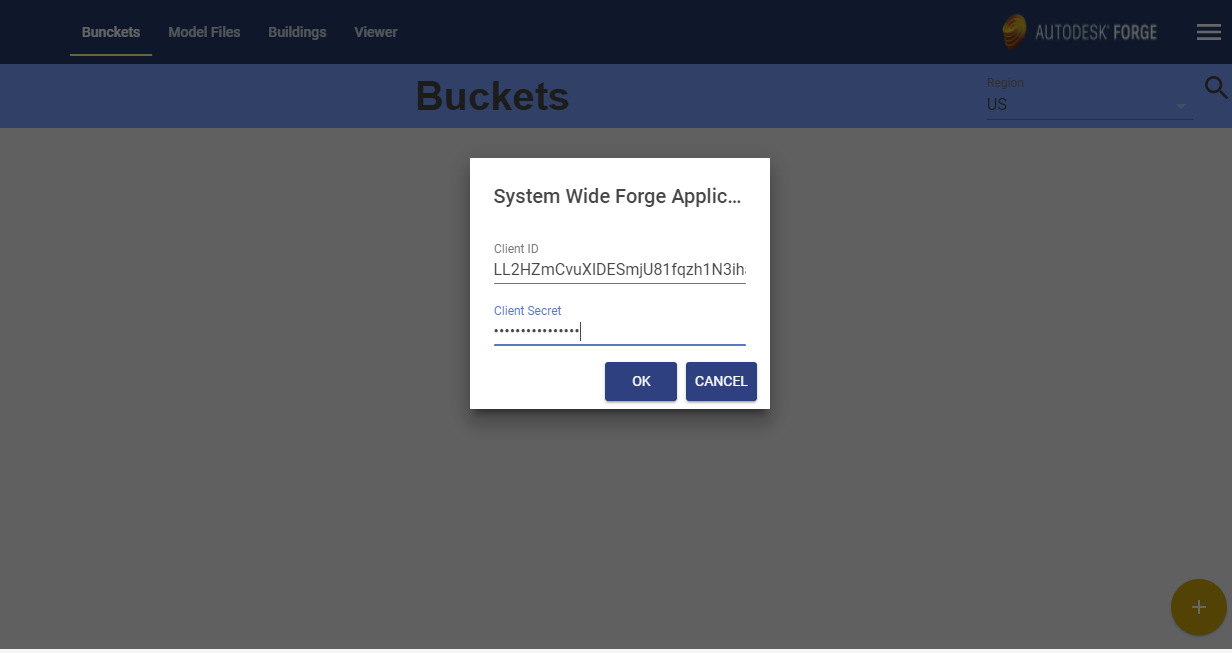 Bunckets Model Files Buildings Viewer AUTODESK® FORGE
Buckets
Region
US
System Wide Forge Applic...
Client ID
Client Secret
••••••••••••••••
OK CANCEL